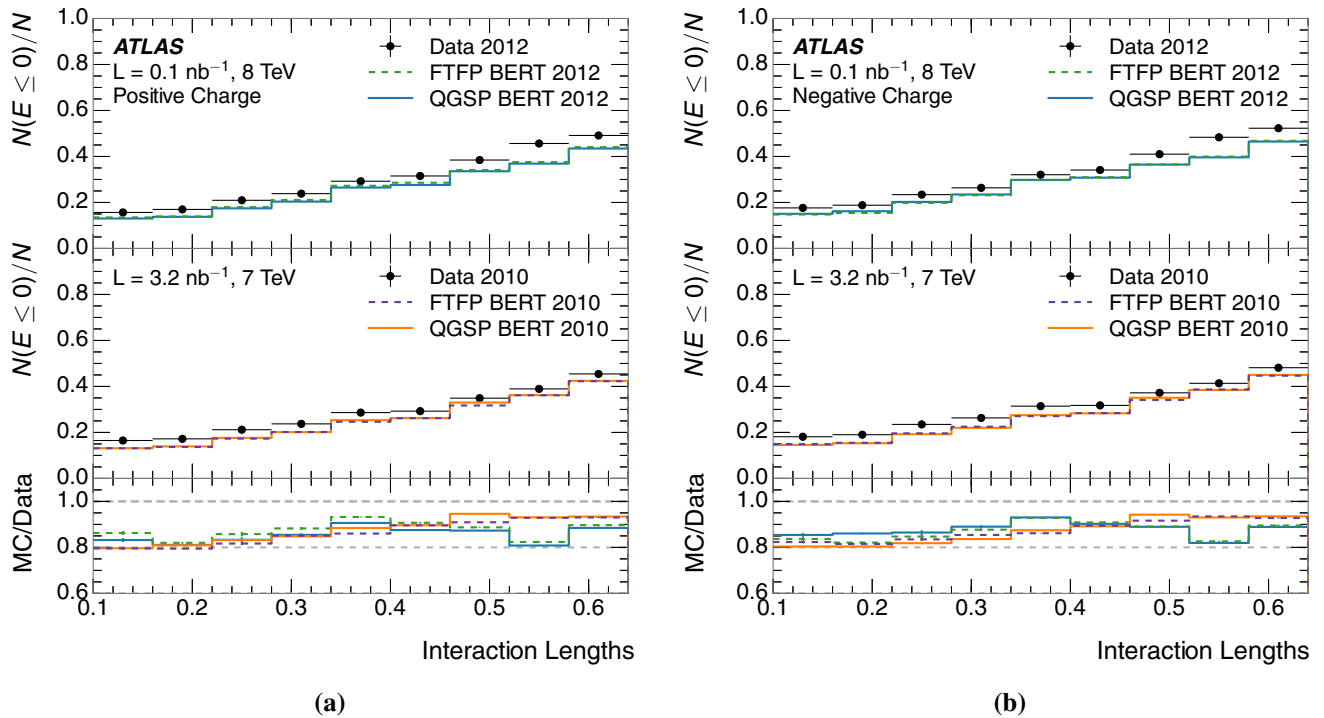 N(E ≤ 0)/N
1.0
0.8
0.6
0.4
0.2
0.0
ATLAS
L = 0.1 nb⁻¹, 8 TeV
Positive Charge
Data 2012
FTFP BERT 2012
QGSP BERT 2012
N(E ≤ 0)/N
0.8
0.6
0.4
0.2
0.0
L = 3.2 nb⁻¹, 7 TeV
Data 2010
FTFP BERT 2010
QGSP BERT 2010
MC/Data
1.0
0.8
0.6
0.1 0.2 0.3 0.4 0.5 0.6
Interaction Lengths
(a)
N(E ≤ 0)/N
1.0
0.8
0.6
0.4
0.2
0.0
ATLAS
L = 0.1 nb⁻¹, 8 TeV
Negative Charge
Data 2012
FTFP BERT 2012
QGSP BERT 2012
N(E ≤ 0)/N
0.8
0.6
0.4
0.2
0.0
L = 3.2 nb⁻¹, 7 TeV
Data 2010
FTFP BERT 2010
QGSP BERT 2010
MC/Data
1.0
0.8
0.6
0.1 0.2 0.3 0.4 0.5 0.6
Interaction Lengths
(b)